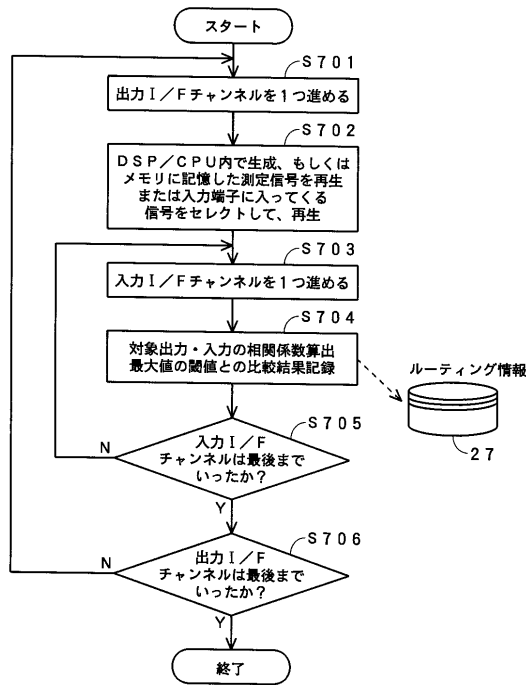 スタート
S701
出力I/Fチャンネルを1つ進める
S702
DSP/CPU内で生成、もしくは
メモリに記憶した測定信号を再生
または入力端子に入ってくる
信号をセレクトして、再生
S703
入力I/Fチャンネルを1つ進める
S704
対象出力・入力の相関係数算出
最大値の閾値との比較結果記録
ルーティング情報
27
S705
入力I/F
チャンネルは最後まで
いったか?
N
Y
S706
出力I/F
チャンネルは最後まで
いったか?
N
Y
終了